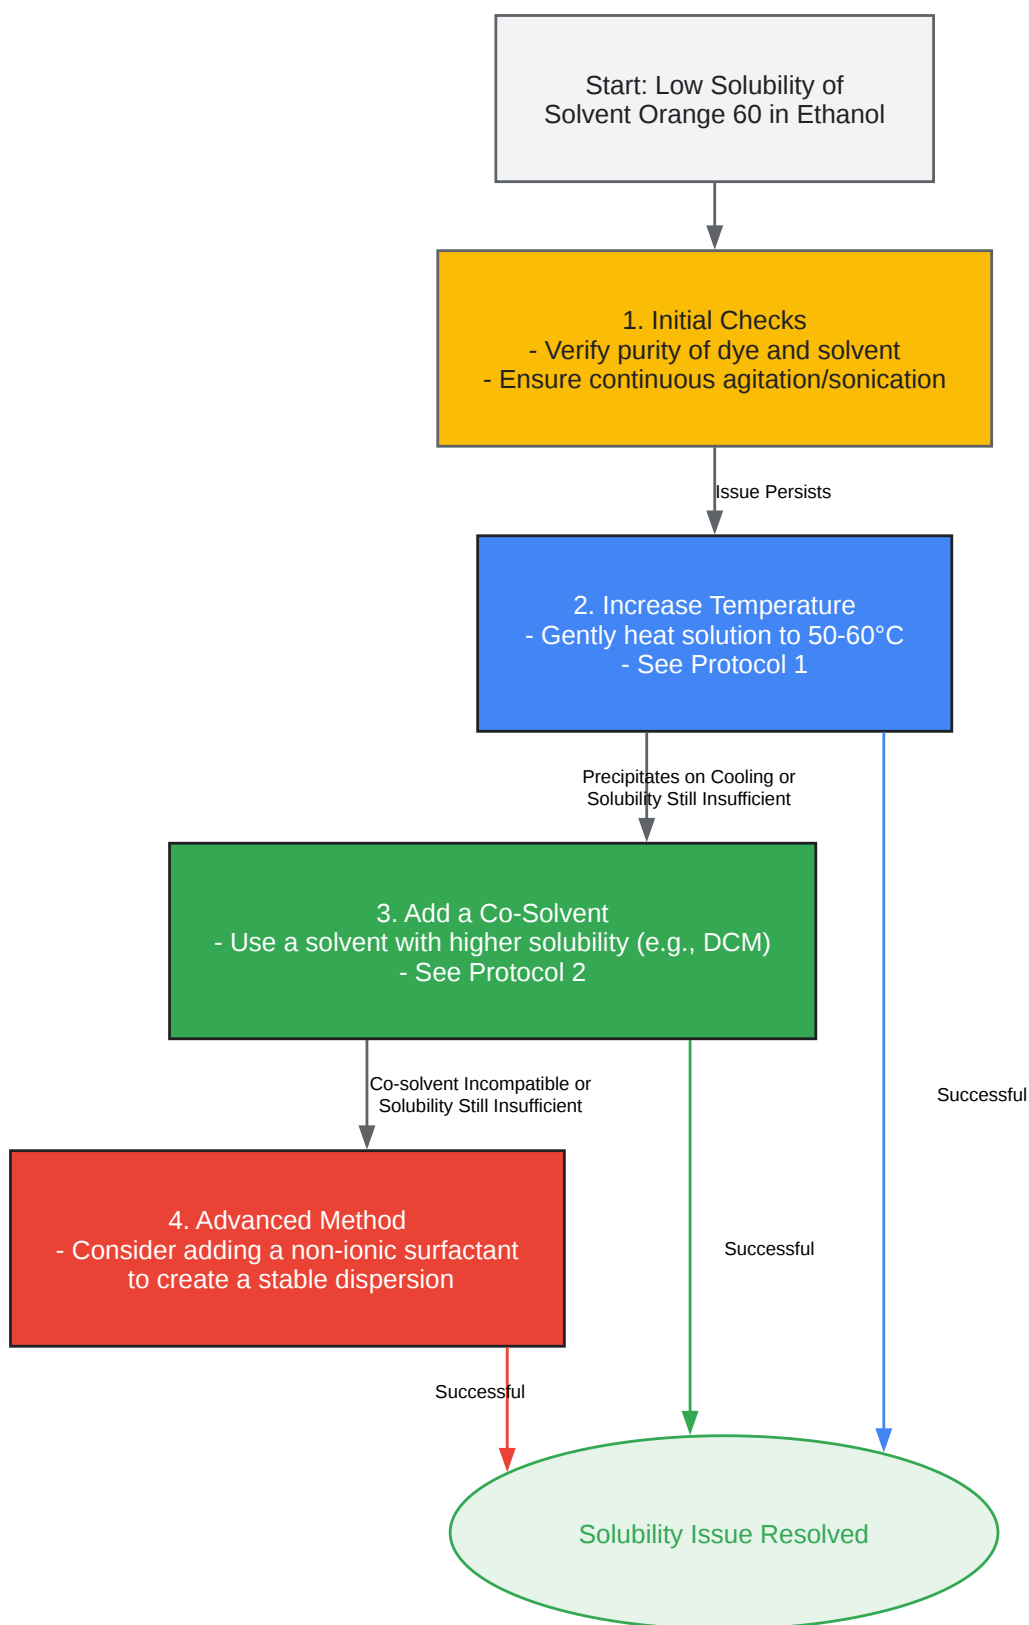 Start: Low Solubility of
Solvent Orange 60 in Ethanol
1. Initial Checks
- Verify purity of dye and solvent
- Ensure continuous agitation/sonication
Issue Persists
2. Increase Temperature
- Gently heat solution to 50-60°C
- See Protocol 1
Precipitates on Cooling or
Solubility Still Insufficient
3. Add a Co-Solvent
- Use a solvent with higher solubility (e.g., DCM)
- See Protocol 2
Co-solvent Incompatible or
Solubility Still Insufficient
Successful
4. Advanced Method
- Consider adding a non-ionic surfactant
to create a stable dispersion
Successful
Successful
Solubility Issue Resolved